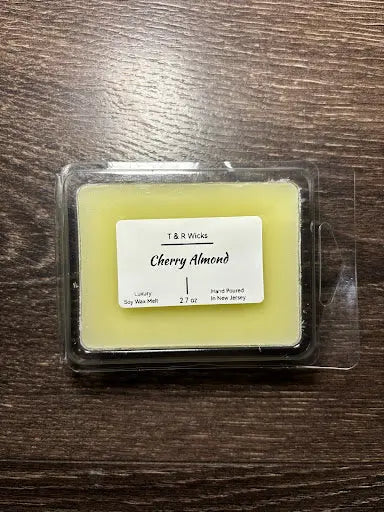 T & R Wicks
Cherry Almond
Luxury
Soy Wax Melt
2.7 oz
Hand Poured
In New Jersey